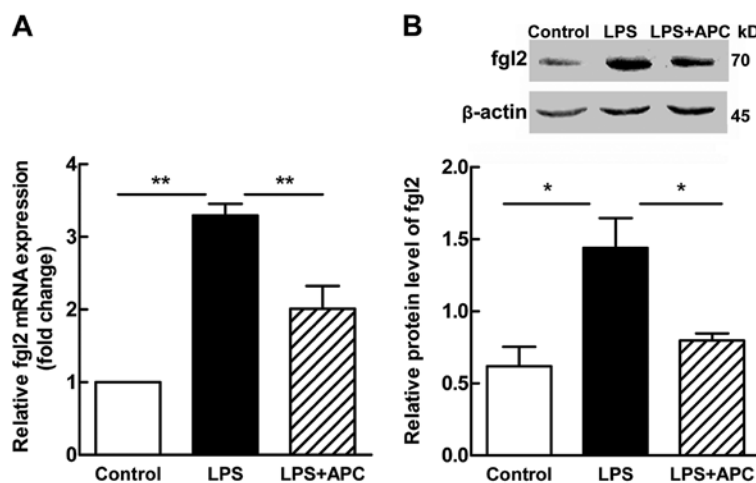 A
Relative fgl2 mRNA expression
(fold change)
4
3
2
1
0
**
**
Control
LPS
LPS+APC
B
Control LPS LPS+APC kD
fgl2
70
β-actin
45
Relative protein level of fgl2
2.0
1.5
1.0
0.5
0.0
*
*
Control
LPS
LPS+APC